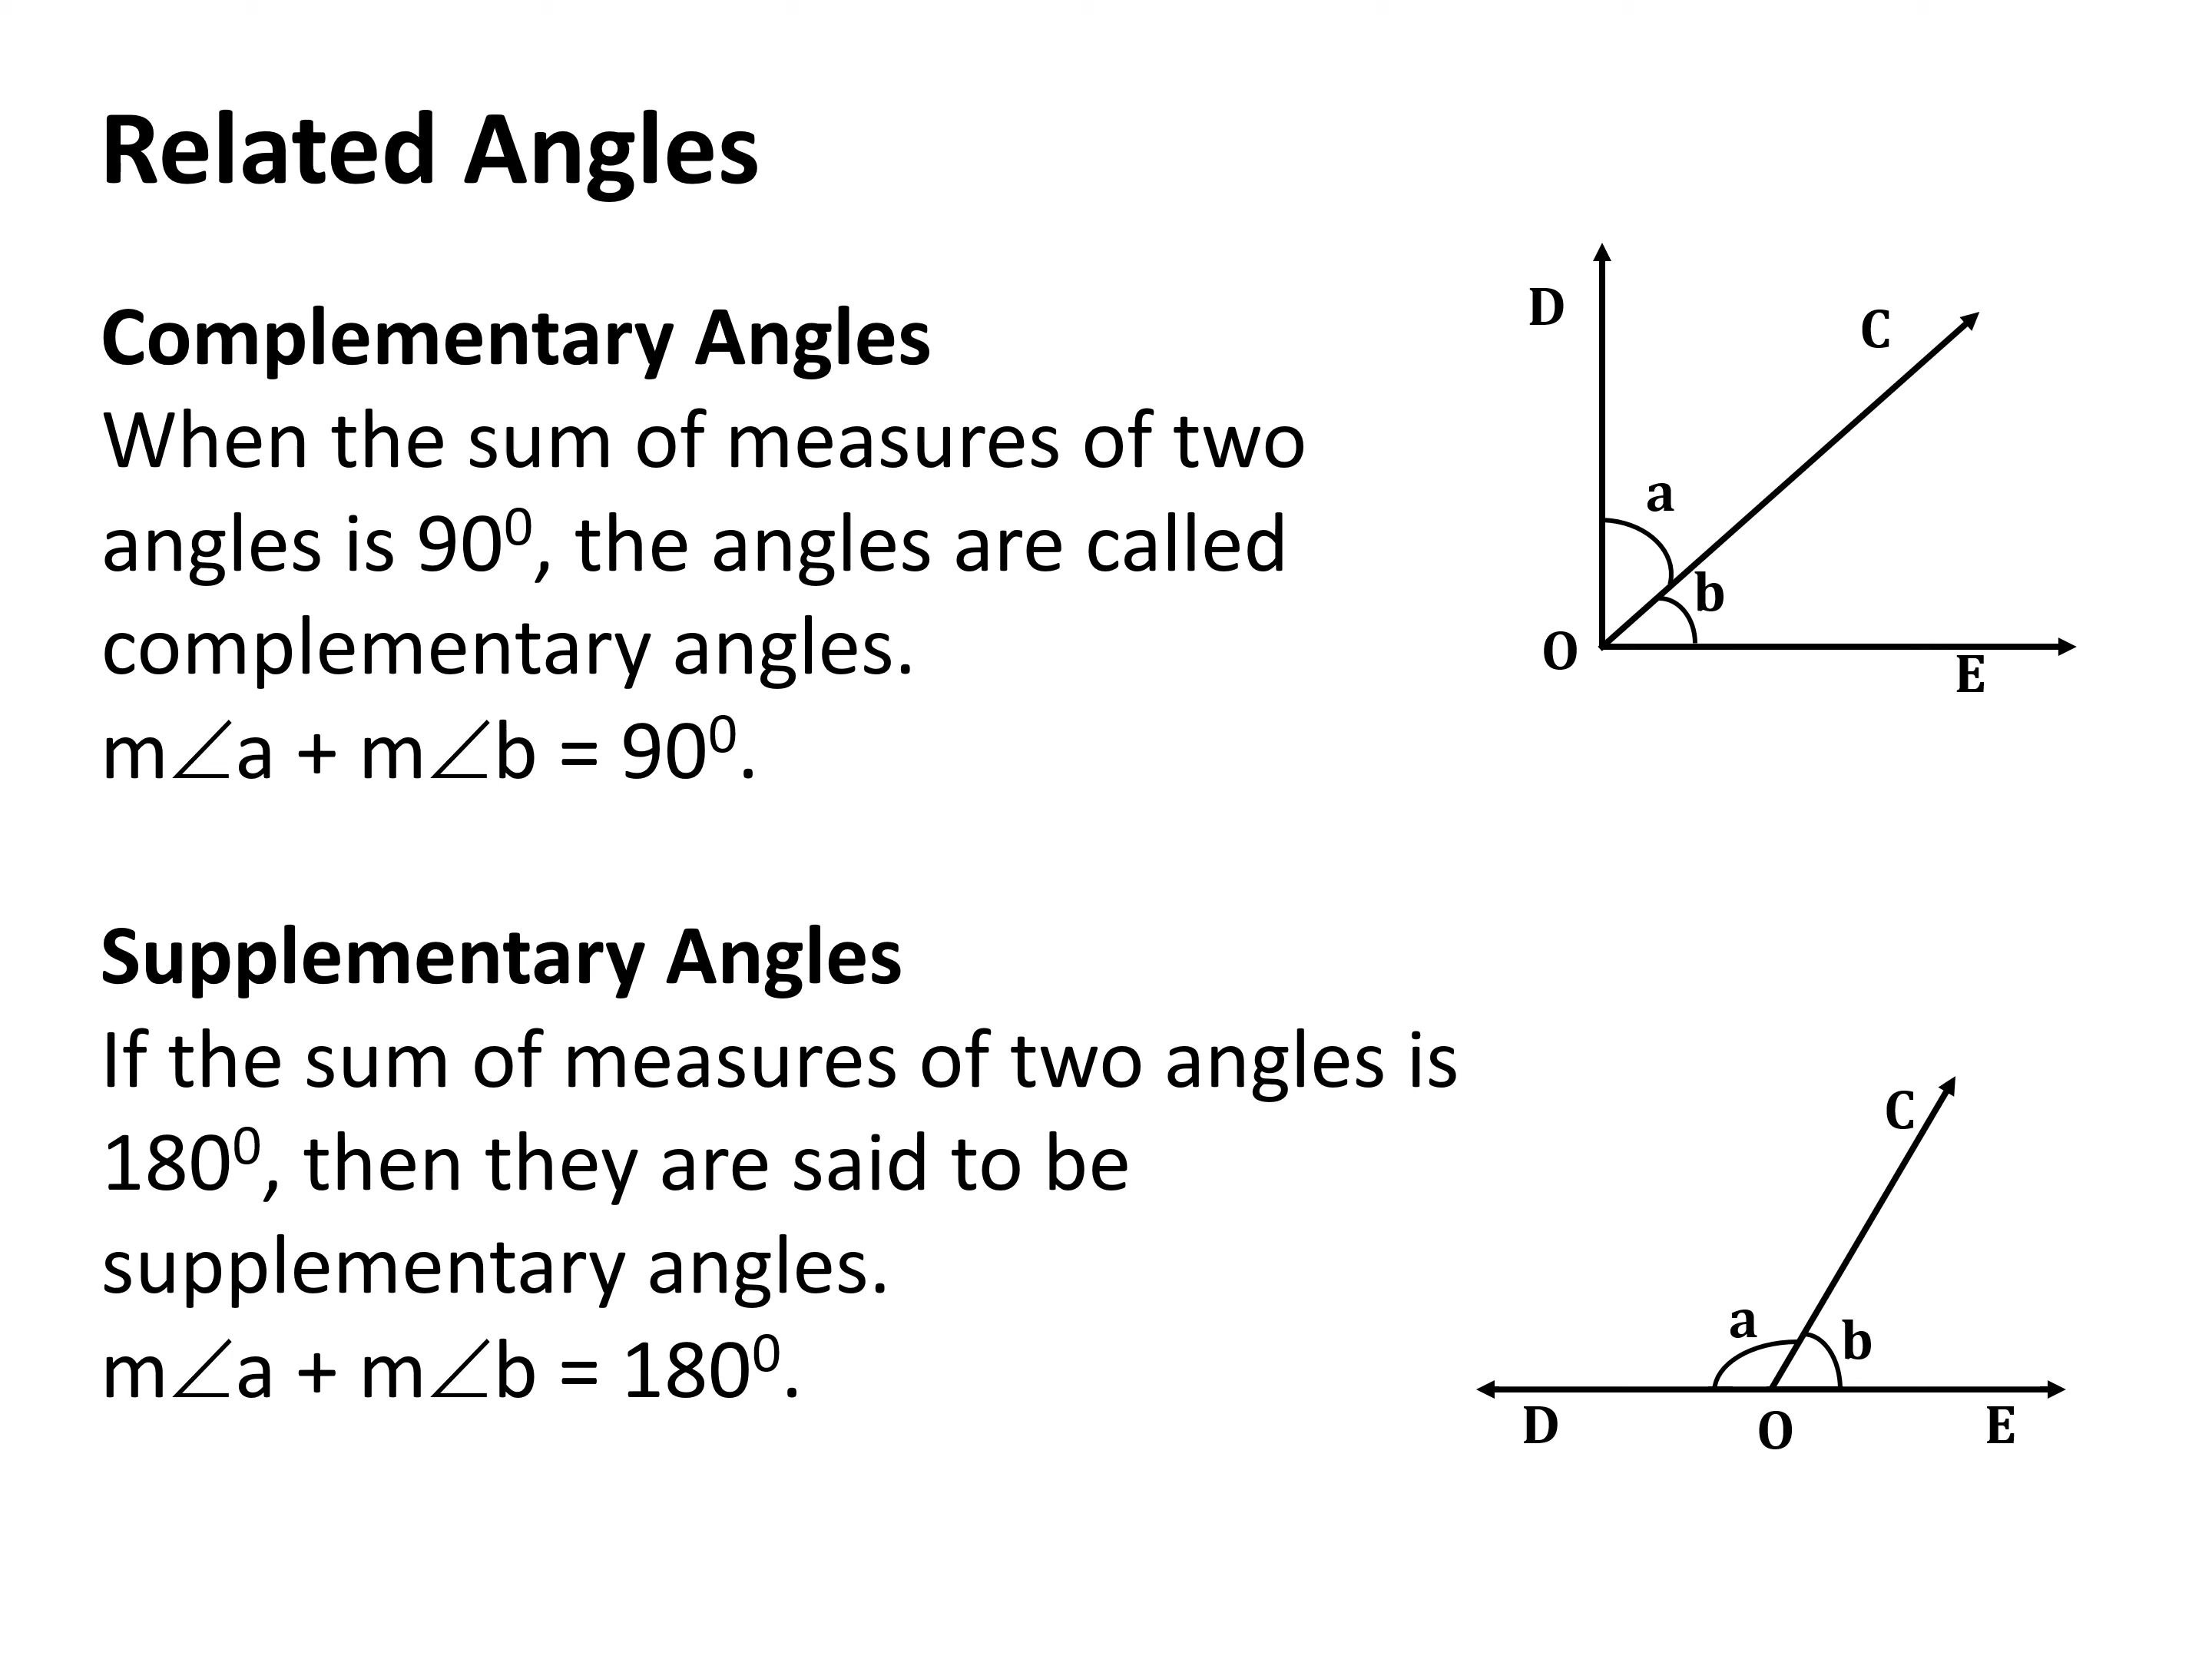 Related Angles
Complementary Angles
When the sum of measures of two
angles is 90⁰, the angles are called
complementary angles.
m∠a + m∠b = 90⁰.
D
C
a
b
O
E
Supplementary Angles
If the sum of measures of two angles is
180⁰, then they are said to be
supplementary angles.
m∠a + m∠b = 180⁰.
C
a
b
D
O
E